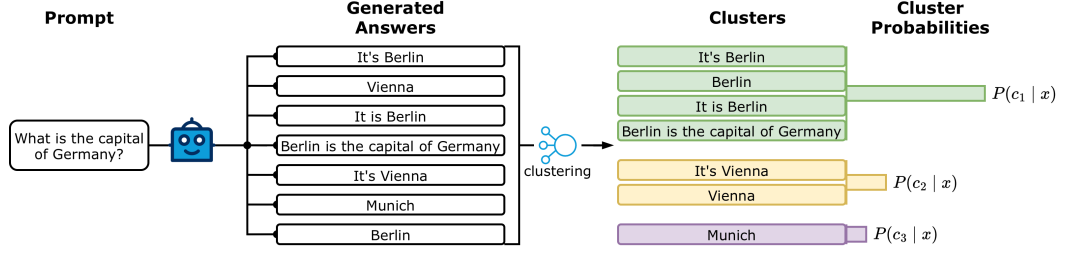 Prompt
Generated
Answers
Clusters
Cluster
Probabilities
What is the capital
of Germany?
It's Berlin
Vienna
It is Berlin
Berlin is the capital of Germany
It's Vienna
Munich
Berlin
clustering
It's Berlin
Berlin
It is Berlin
Berlin is the capital of Germany
P(c₁ | x)
It's Vienna
Vienna
P(c₂ | x)
Munich
P(c₃ | x)